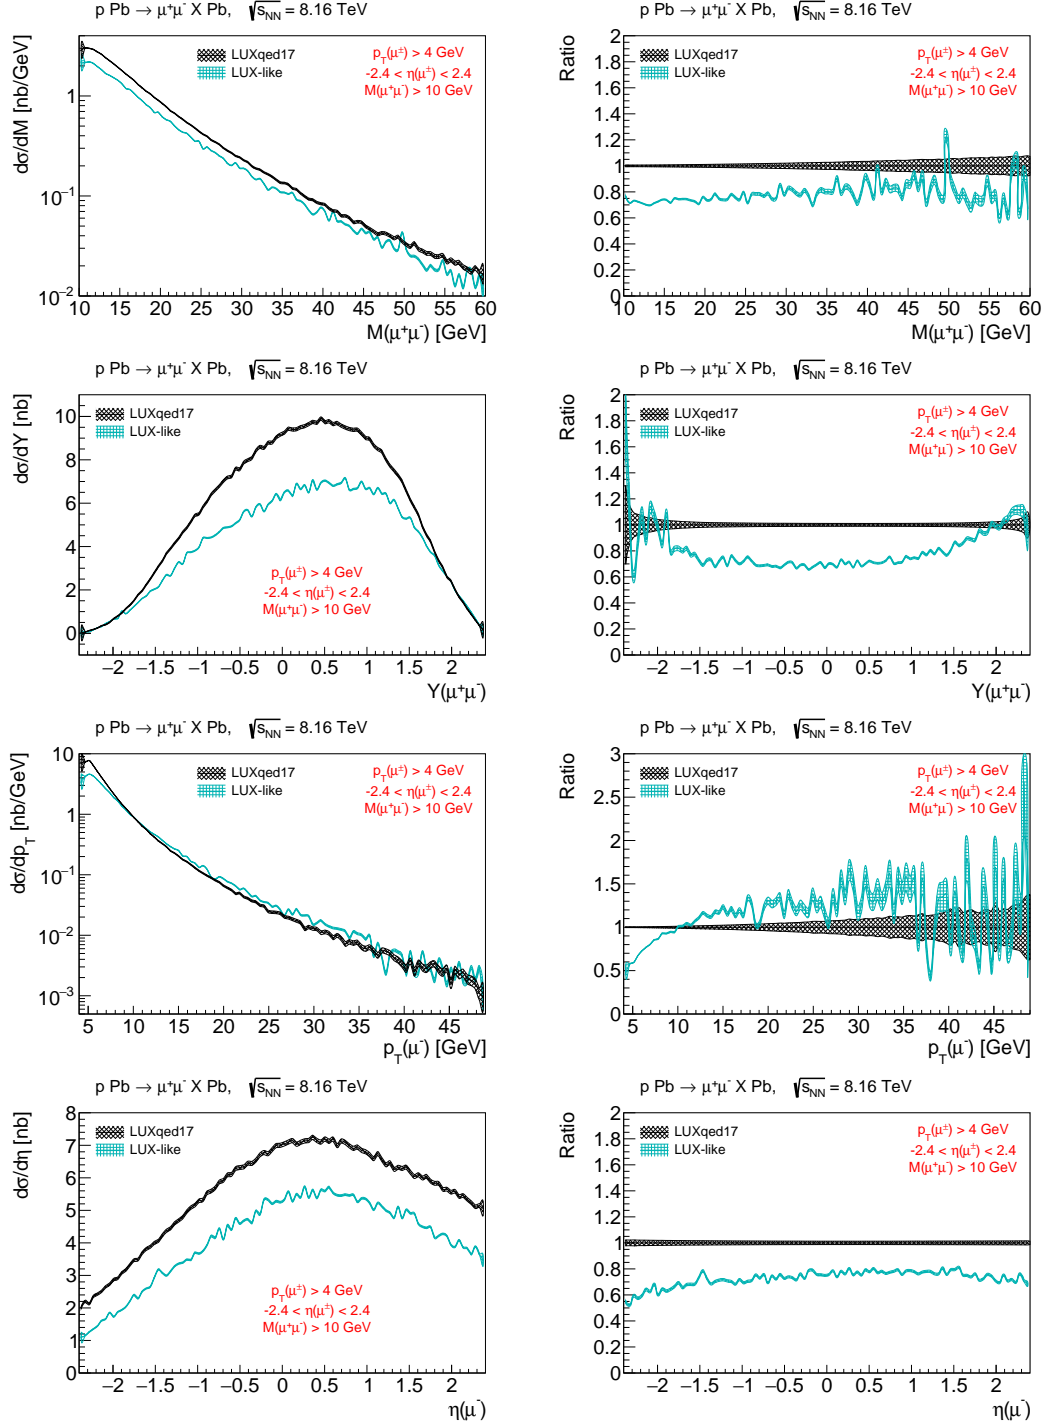 p Pb → μ⁺μ⁻ X Pb, √s_NN = 8.16 TeV
dσ/dM [nb/GeV]
LUXqed17
LUX-like
p_T(μ^±) > 4 GeV
-2.4 < η(μ^±) < 2.4
M(μ⁺μ⁻) > 10 GeV
1
10⁻¹
10⁻²
10 15 20 25 30 35 40 45 50 55 60
M(μ⁺μ⁻) [GeV]
p Pb → μ⁺μ⁻ X Pb, √s_NN = 8.16 TeV
Ratio
LUXqed17
LUX-like
p_T(μ^±) > 4 GeV
-2.4 < η(μ^±) < 2.4
M(μ⁺μ⁻) > 10 GeV
2
1.8
1.6
1.4
1.2
1
0.8
0.6
0.4
0.2
0
10 15 20 25 30 35 40 45 50 55 60
M(μ⁺μ⁻) [GeV]
p Pb → μ⁺μ⁻ X Pb, √s_NN = 8.16 TeV
dσ/dY [nb]
LUXqed17
LUX-like
10
8
6
4
2
0
p_T(μ^±) > 4 GeV
-2.4 < η(μ^±) < 2.4
M(μ⁺μ⁻) > 10 GeV
−2 −1.5 −1 −0.5 0 0.5 1 1.5 2
Y(μ⁺μ⁻)
p Pb → μ⁺μ⁻ X Pb, √s_NN = 8.16 TeV
Ratio
LUXqed17
LUX-like
p_T(μ^±) > 4 GeV
-2.4 < η(μ^±) < 2.4
M(μ⁺μ⁻) > 10 GeV
2
1.8
1.6
1.4
1.2
1
0.8
0.6
0.4
0.2
0
−2 −1.5 −1 −0.5 0 0.5 1 1.5 2
Y(μ⁺μ⁻)
p Pb → μ⁺μ⁻ X Pb, √s_NN = 8.16 TeV
dσ/dp_T [nb/GeV]
LUXqed17
LUX-like
p_T(μ^±) > 4 GeV
-2.4 < η(μ^±) < 2.4
M(μ⁺μ⁻) > 10 GeV
10
1
10⁻¹
10⁻²
10⁻³
5 10 15 20 25 30 35 40 45
p_T(μ⁻) [GeV]
p Pb → μ⁺μ⁻ X Pb, √s_NN = 8.16 TeV
Ratio
LUXqed17
LUX-like
p_T(μ^±) > 4 GeV
-2.4 < η(μ^±) < 2.4
M(μ⁺μ⁻) > 10 GeV
3
2.5
2
1.5
1
0.5
0
5 10 15 20 25 30 35 40 45
p_T(μ⁻) [GeV]
p Pb → μ⁺μ⁻ X Pb, √s_NN = 8.16 TeV
dσ/dη [nb]
LUXqed17
LUX-like
8
7
6
5
4
3
2
1
0
p_T(μ^±) > 4 GeV
-2.4 < η(μ^±) < 2.4
M(μ⁺μ⁻) > 10 GeV
−2 −1.5 −1 −0.5 0 0.5 1 1.5 2
η(μ⁻)
p Pb → μ⁺μ⁻ X Pb, √s_NN = 8.16 TeV
Ratio
LUXqed17
LUX-like
p_T(μ^±) > 4 GeV
-2.4 < η(μ^±) < 2.4
M(μ⁺μ⁻) > 10 GeV
2
1.8
1.6
1.4
1.2
1
0.8
0.6
0.4
0.2
0
−2 −1.5 −1 −0.5 0 0.5 1 1.5 2
η(μ⁻)